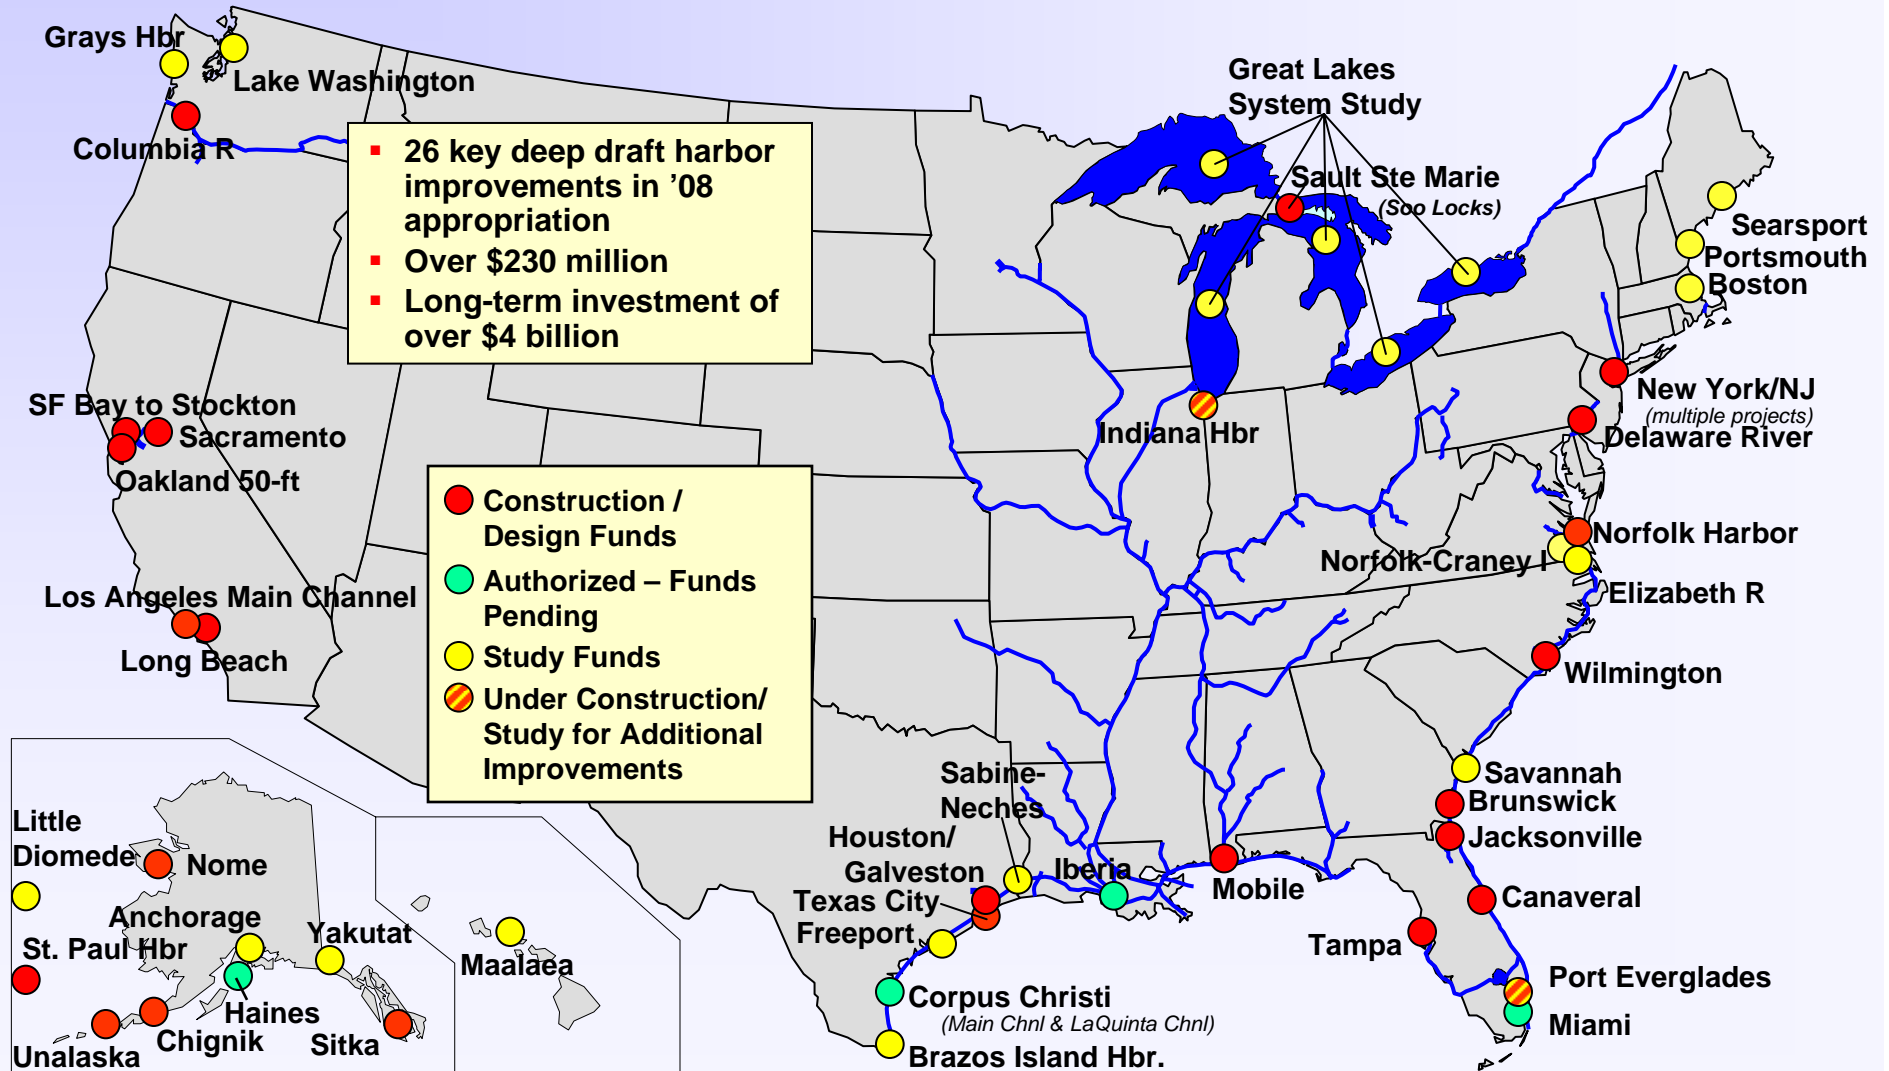 Grays Hbr
Lake Washington
Columbia R
▪ 26 key deep draft harbor
improvements in ’08
appropriation
▪ Over $230 million
▪ Long-term investment of
over $4 billion
Great Lakes
System Study
Sault Ste Marie
(Soo Locks)
Searsport
Portsmouth
Boston
New York/NJ
(multiple projects)
Delaware River
Indiana Hbr
SF Bay to Stockton
Sacramento
Oakland 50-ft
Construction /
Design Funds
Authorized – Funds
Pending
Study Funds
Under Construction/
Study for Additional
Improvements
Norfolk Harbor
Norfolk-Craney I
Elizabeth R
Los Angeles Main Channel
Long Beach
Wilmington
Savannah
Brunswick
Jacksonville
Canaveral
Tampa
Port Everglades
Miami
Sabine-
Neches
Houston/
Galveston
Iberia
Mobile
Texas City
Freeport
Corpus Christi
(Main Chnl & LaQuinta Chnl)
Brazos Island Hbr.
Little
Diomede
Nome
Anchorage
St. Paul Hbr
Yakutat
Maalaea
Haines
Chignik
Sitka
Unalaska